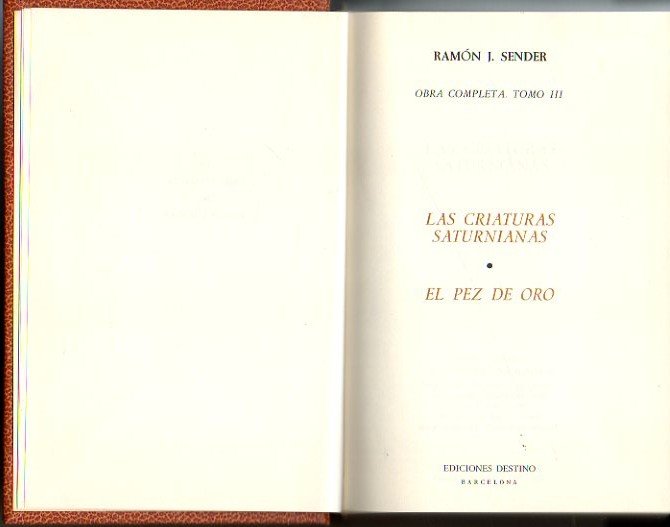 RAMÓN J. SENDER
OBRA COMPLETA. TOMO III
LAS CRIATURAS
SATURNIANAS
•
EL PEZ DE ORO
EDICIONES DESTINO
BARCELONA